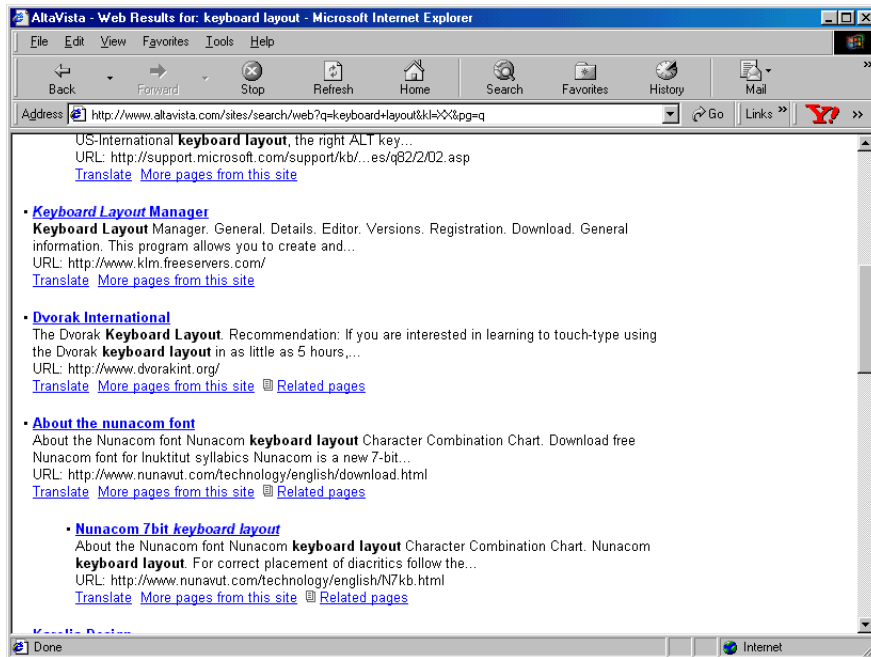 AltaVista - Web Results for: keyboard layout - Microsoft Internet Explorer
File Edit View Favorites Tools Help
Back Forward Stop Refresh Home Search Favorites History Mail »
Address http://www.altavista.com/sites/search/web?q=keyboard+layout&kl=XX&pg=q Go Links » Y! »
US-International keyboard layout, the right ALT key...
URL: http://support.microsoft.com/support/kb/...es/q82/2/02.asp
Translate More pages from this site
Keyboard Layout Manager
Keyboard Layout Manager. General. Details. Editor. Versions. Registration. Download. General
information. This program allows you to create and...
URL: http://www.klm.freeservers.com/
Translate More pages from this site
Dvorak International
The Dvorak Keyboard Layout. Recommendation: If you are interested in learning to touch-type using
the Dvorak keyboard layout in as little as 5 hours,...
URL: http://www.dvorakint.org/
Translate More pages from this site Related pages
About the nunacom font
About the Nunacom font Nunacom keyboard layout Character Combination Chart. Download free
Nunacom font for Inuktitut syllabics Nunacom is a new 7-bit...
URL: http://www.nunavut.com/technology/english/download.html
Translate More pages from this site Related pages
Nunacom 7bit keyboard layout
About the Nunacom font Nunacom keyboard layout Character Combination Chart. Nunacom
keyboard layout. For correct placement of diacritics follow the...
URL: http://www.nunavut.com/technology/english/N7kb.html
Translate More pages from this site Related pages
Karelia Design
Done Internet